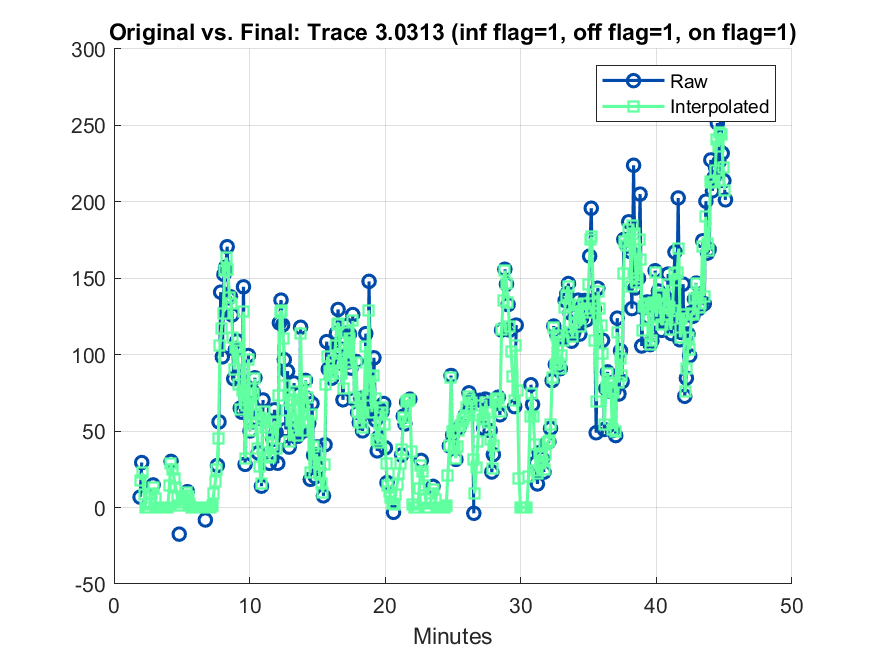 Original vs. Final: Trace 3.0313 (inf flag=1, off flag=1, on flag=1)
300
250
200
150
100
50
0
-50
Raw
Interpolated
0 10 20 30 40 50
Minutes